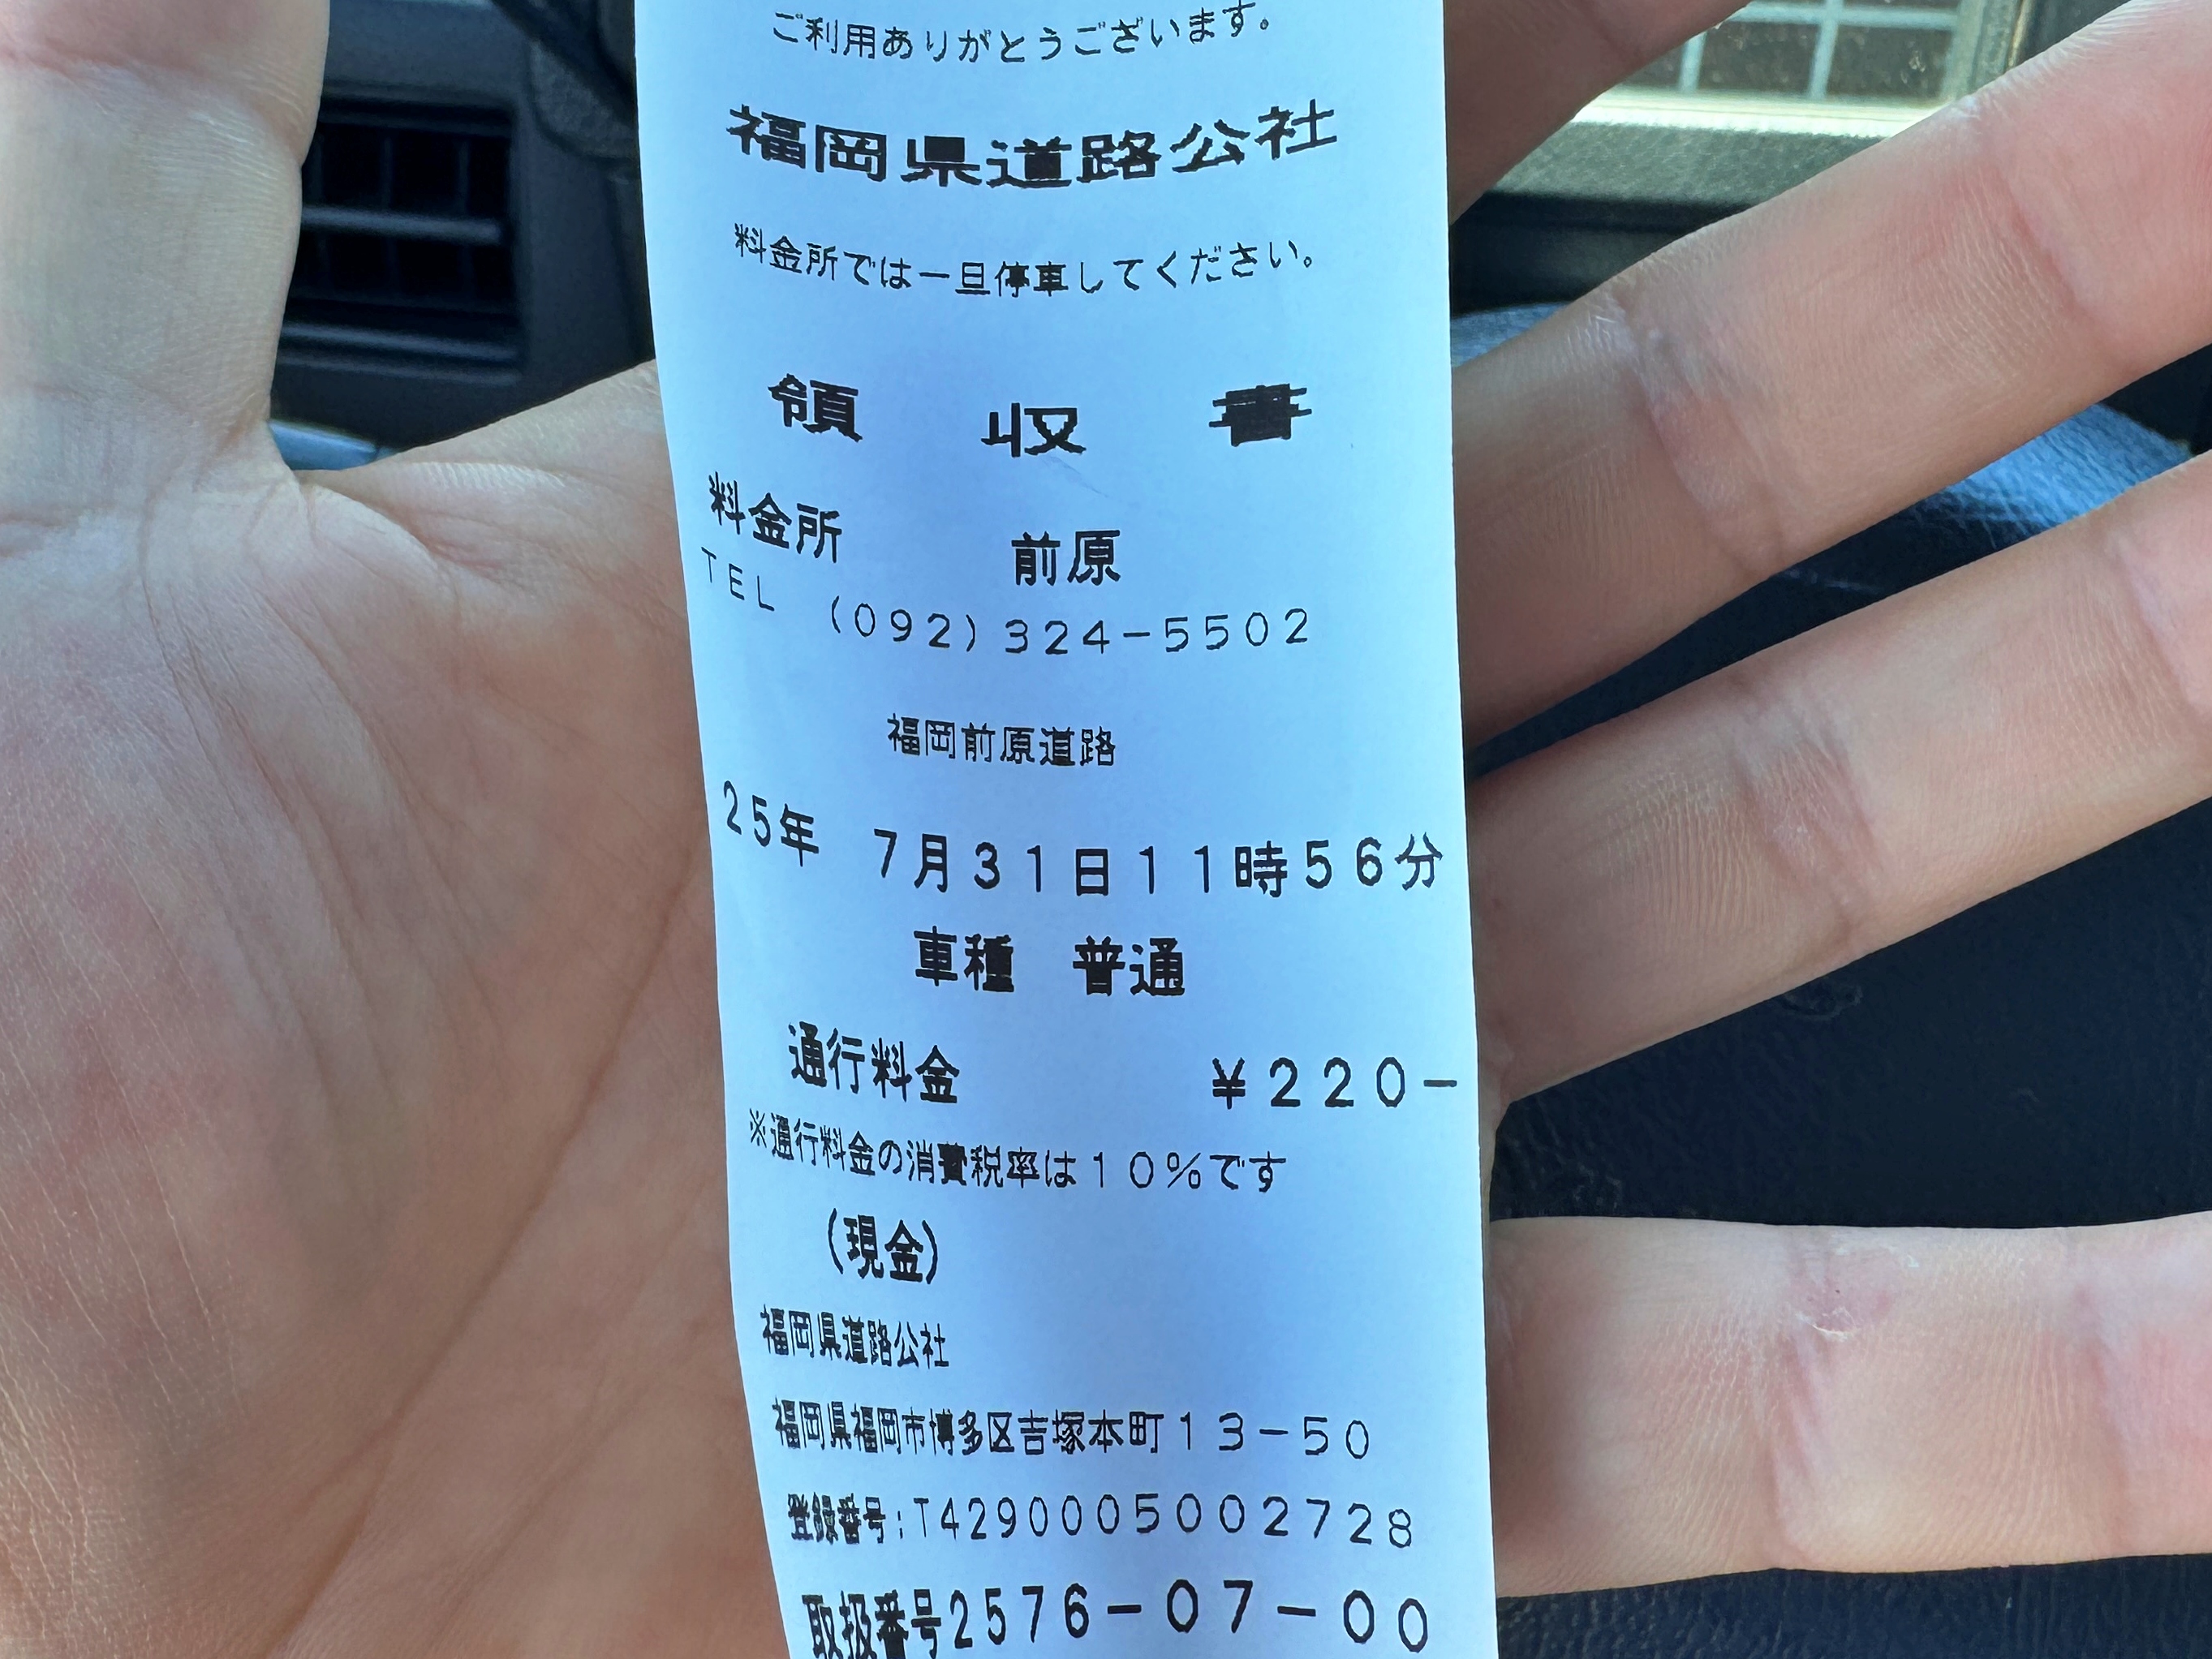 ご利用ありがとうございます。
福岡県道路公社
料金所では一旦停車してください。
領 収 書
料金所 前原
TEL (092)324-5502
福岡前原道路
25年 7月31日11時56分
車種 普通
通行料金 ¥220-
※通行料金の消費税率は10%です
(現金)
福岡県道路公社
福岡県福岡市博多区吉塚本町13-50
登録番号:T4290005002728
取扱番号2576-07-00